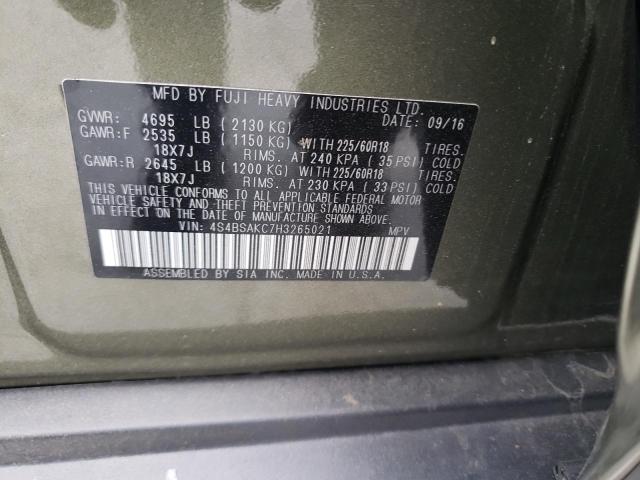 MFD BY FUJI HEAVY INDUSTRIES LTD.
DATE: 09/16
GVWR: 4695 LB ( 2130 KG)
GAWR:F 2535 LB ( 1150 KG) WITH 225/60R18 TIRES.
18X7J RIMS. AT 240 KPA ( 35 PSI) COLD
GAWR:R 2645 LB ( 1200 KG) WITH 225/60R18 TIRES.
18X7J RIMS. AT 230 KPA ( 33 PSI) COLD
THIS VEHICLE CONFORMS TO ALL APPLICABLE FEDERAL MOTOR
VEHICLE SAFETY AND THEFT PREVENTION STANDARDS IN EFFECT
ON THE DATE OF MANUFACTURE SHOWN ABOVE.
VIN: 4S4BSAKC7H3265021 MPV
ASSEMBLED BY SIA INC. MADE IN U.S.A.